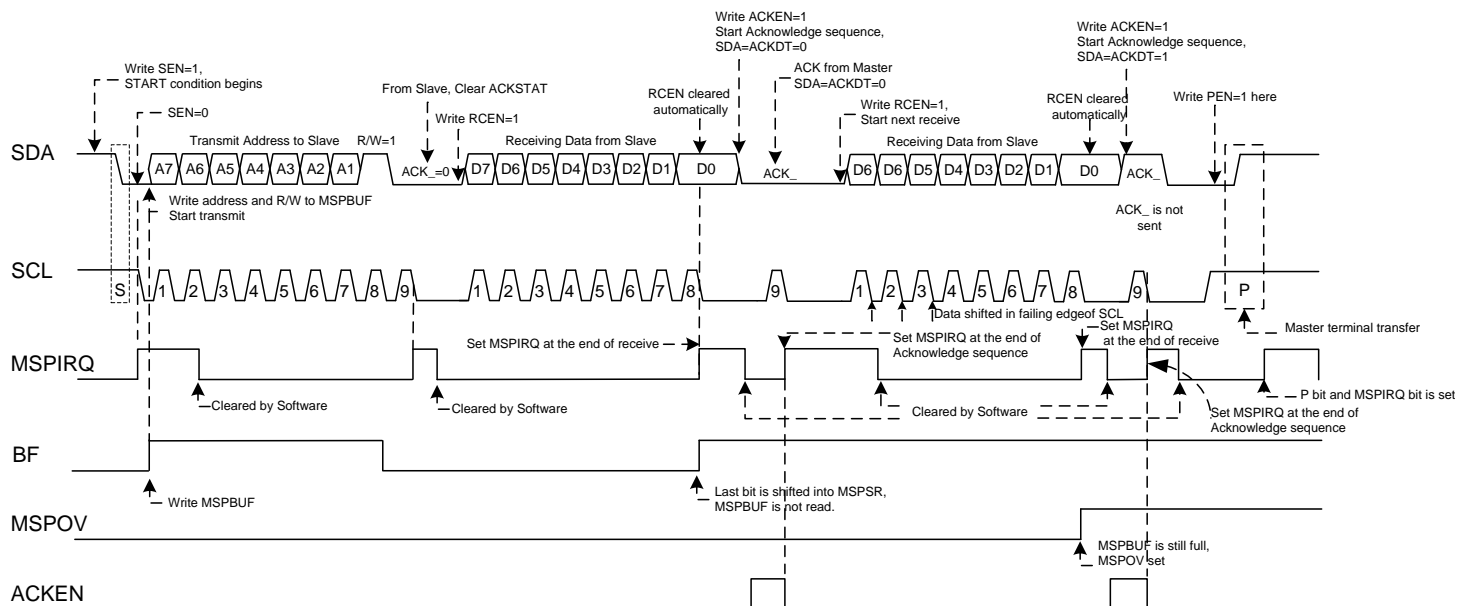 Write ACKEN=1
Start Acknowledge sequence,
SDA=ACKDT=0
Write ACKEN=1
Start Acknowledge sequence,
SDA=ACKDT=1
Write SEN=1,
START condition begins
SEN=0
From Slave, Clear ACKSTAT
Write RCEN=1
RCEN cleared
automatically
ACK from Master
SDA=ACKDT=0
Write RCEN=1,
Start next receive
RCEN cleared
automatically
Write PEN=1 here
Transmit Address to Slave
R/W=1
Receiving Data from Slave
Receiving Data from Slave
SDA
A7 A6 A5 A4 A3 A2 A1 ACK_=0 D7 D6 D5 D4 D3 D2 D1 D0 ACK_ D6 D6 D5 D4 D3 D2 D1 D0 ACK_
Write address and R/W to MSPBUF
Start transmit
ACK_ is not
sent
SCL
S 1 2 3 4 5 6 7 8 9 1 2 3 4 5 6 7 8 9 1 2 3 4 5 6 7 8 9 P
Data shifted in failing edgeof SCL
Master terminal transfer
MSPIRQ
Set MSPIRQ at the end of receive
Set MSPIRQ at the end of
Acknowledge sequence
Set MSPIRQ
at the end of receive
Cleared by Software
Cleared by Software
Cleared by Software
P bit and MSPIRQ bit is set
Set MSPIRQ at the end of
Acknowledge sequence
BF
Write MSPBUF
Last bit is shifted into MSPSR,
MSPBUF is not read.
MSPOV
MSPBUF is still full,
MSPOV set
ACKEN